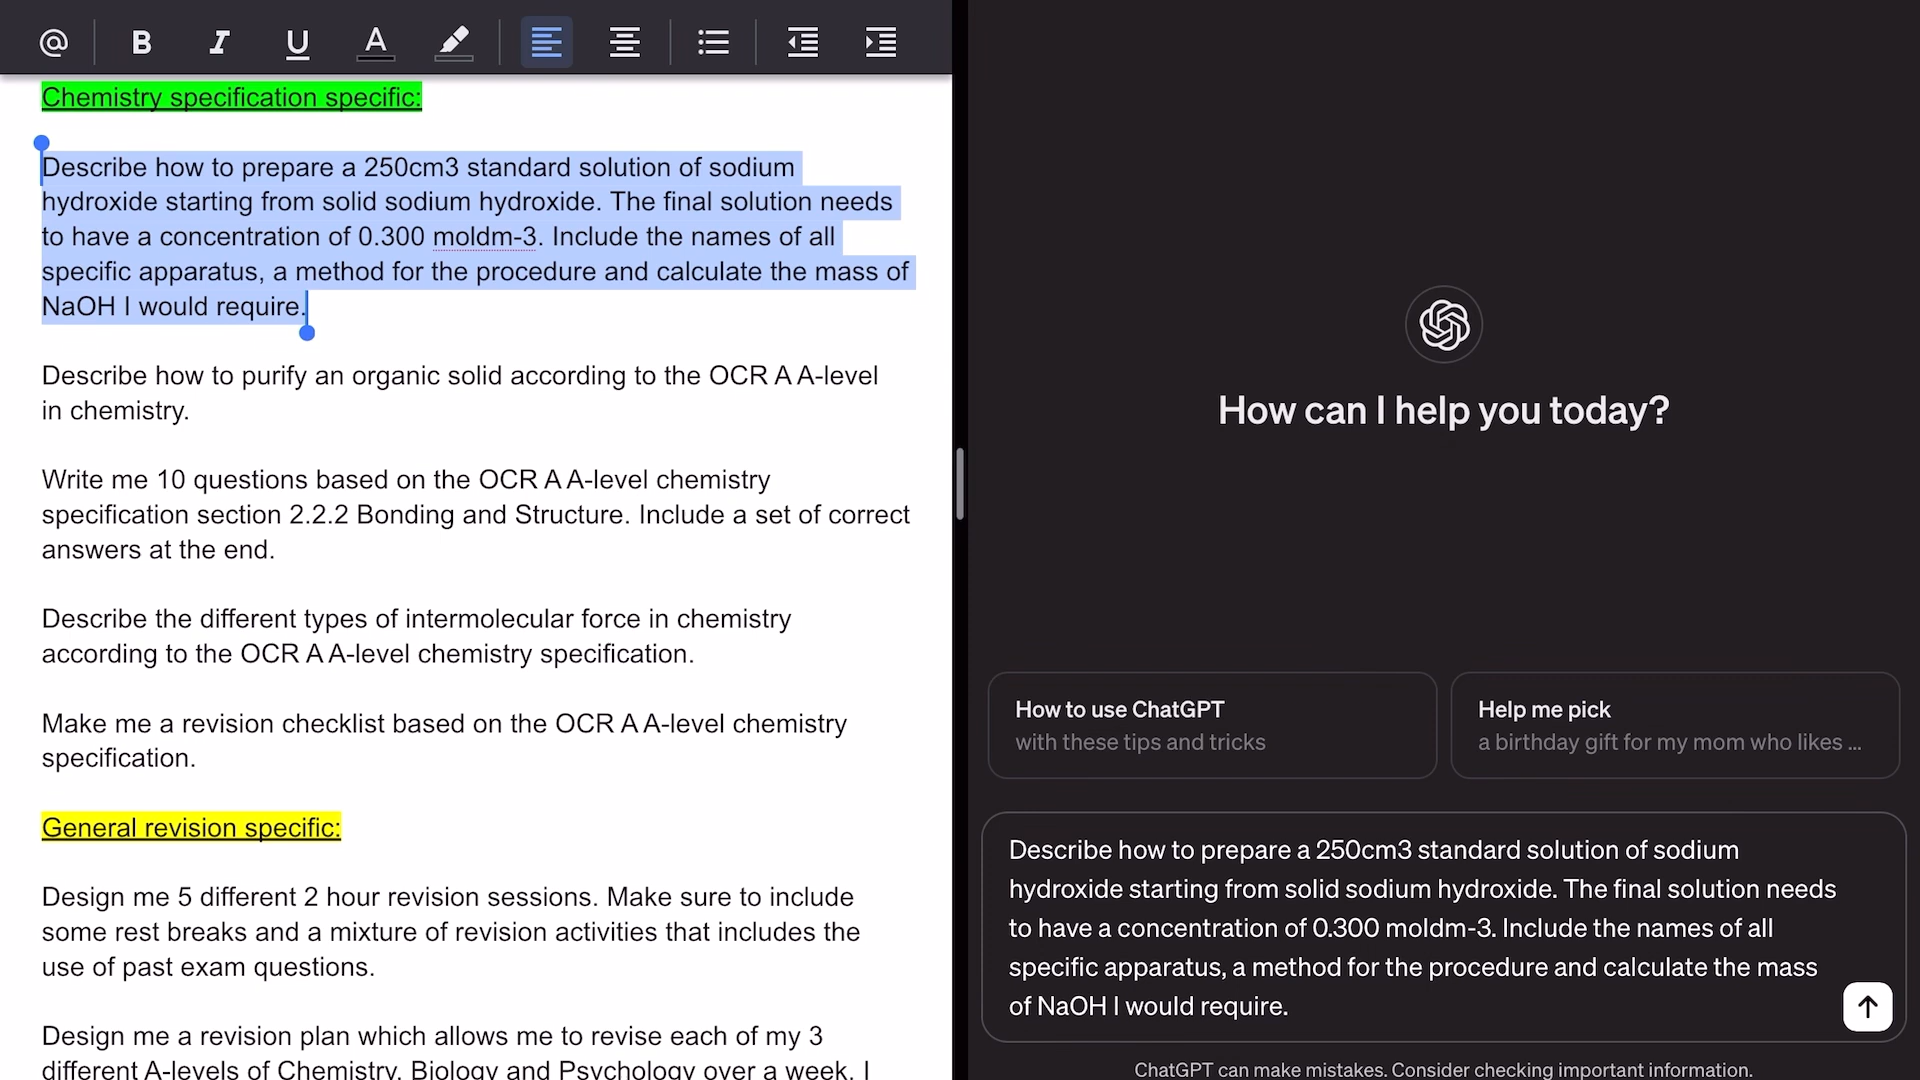 @ B I U A
Chemistry specification specific:
Describe how to prepare a 250cm3 standard solution of sodium
hydroxide starting from solid sodium hydroxide. The final solution needs
to have a concentration of 0.300 moldm-3. Include the names of all
specific apparatus, a method for the procedure and calculate the mass of
NaOH I would require.
Describe how to purify an organic solid according to the OCR A A-level
in chemistry.
Write me 10 questions based on the OCR A A-level chemistry
specification section 2.2.2 Bonding and Structure. Include a set of correct
answers at the end.
Describe the different types of intermolecular force in chemistry
according to the OCR A A-level chemistry specification.
Make me a revision checklist based on the OCR A A-level chemistry
specification.
General revision specific:
Design me 5 different 2 hour revision sessions. Make sure to include
some rest breaks and a mixture of revision activities that includes the
use of past exam questions.
Design me a revision plan which allows me to revise each of my 3
different A-levels of Chemistry, Biology and Psychology over a week. I
How can I help you today?
How to use ChatGPT
with these tips and tricks
Help me pick
a birthday gift for my mom who likes ...
Describe how to prepare a 250cm3 standard solution of sodium
hydroxide starting from solid sodium hydroxide. The final solution needs
to have a concentration of 0.300 moldm-3. Include the names of all
specific apparatus, a method for the procedure and calculate the mass
of NaOH I would require.
ChatGPT can make mistakes. Consider checking important information.